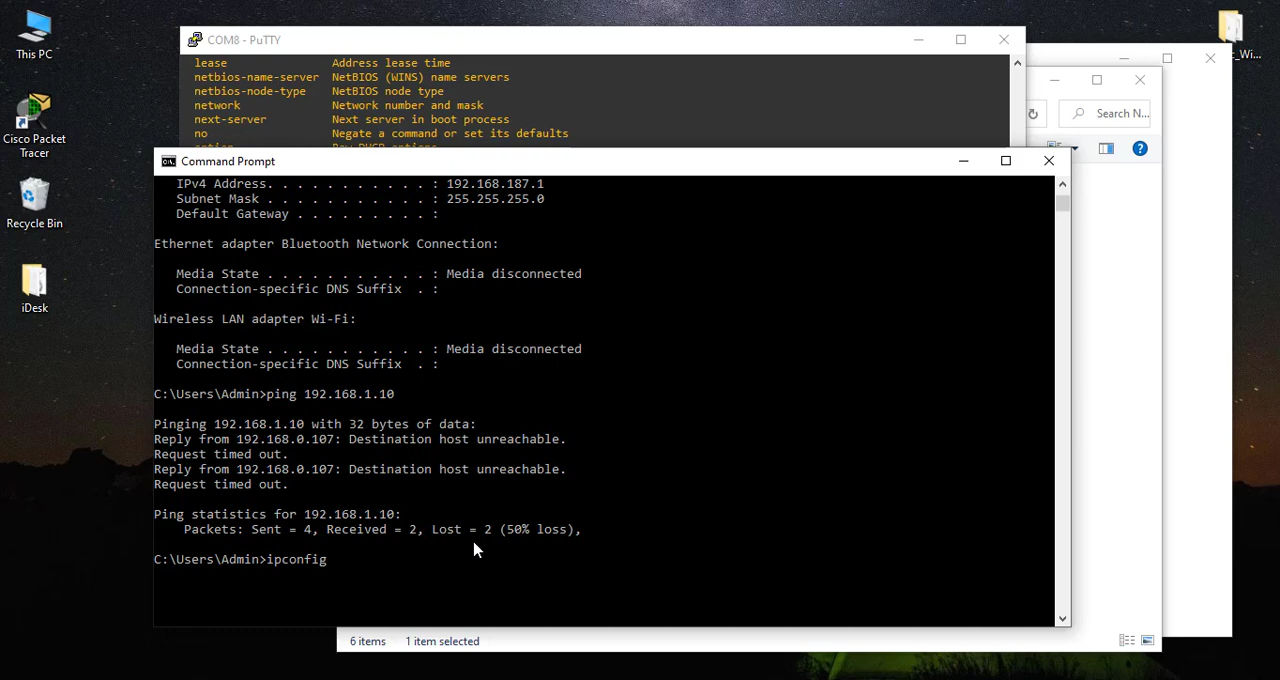 This PC
Cisco Packet
Tracer
Recycle Bin
iDesk
COM8 - PuTTY
lease Address lease time
netbios-name-server NetBIOS (WINS) name servers
netbios-node-type NetBIOS node type
network Network number and mask
next-server Next server in boot process
no Negate a command or set its defaults
Search N...
c_Wi...
Command Prompt
IPv4 Address. . . . . . . . . . . : 192.168.187.1
Subnet Mask . . . . . . . . . . . : 255.255.255.0
Default Gateway . . . . . . . . . :
Ethernet adapter Bluetooth Network Connection:
Media State . . . . . . . . . . . : Media disconnected
Connection-specific DNS Suffix  . :
Wireless LAN adapter Wi-Fi:
Media State . . . . . . . . . . . : Media disconnected
Connection-specific DNS Suffix  . :
C:\Users\Admin>ping 192.168.1.10
Pinging 192.168.1.10 with 32 bytes of data:
Reply from 192.168.0.107: Destination host unreachable.
Request timed out.
Reply from 192.168.0.107: Destination host unreachable.
Request timed out.
Ping statistics for 192.168.1.10:
Packets: Sent = 4, Received = 2, Lost = 2 (50% loss),
C:\Users\Admin>ipconfig
6 items 1 item selected